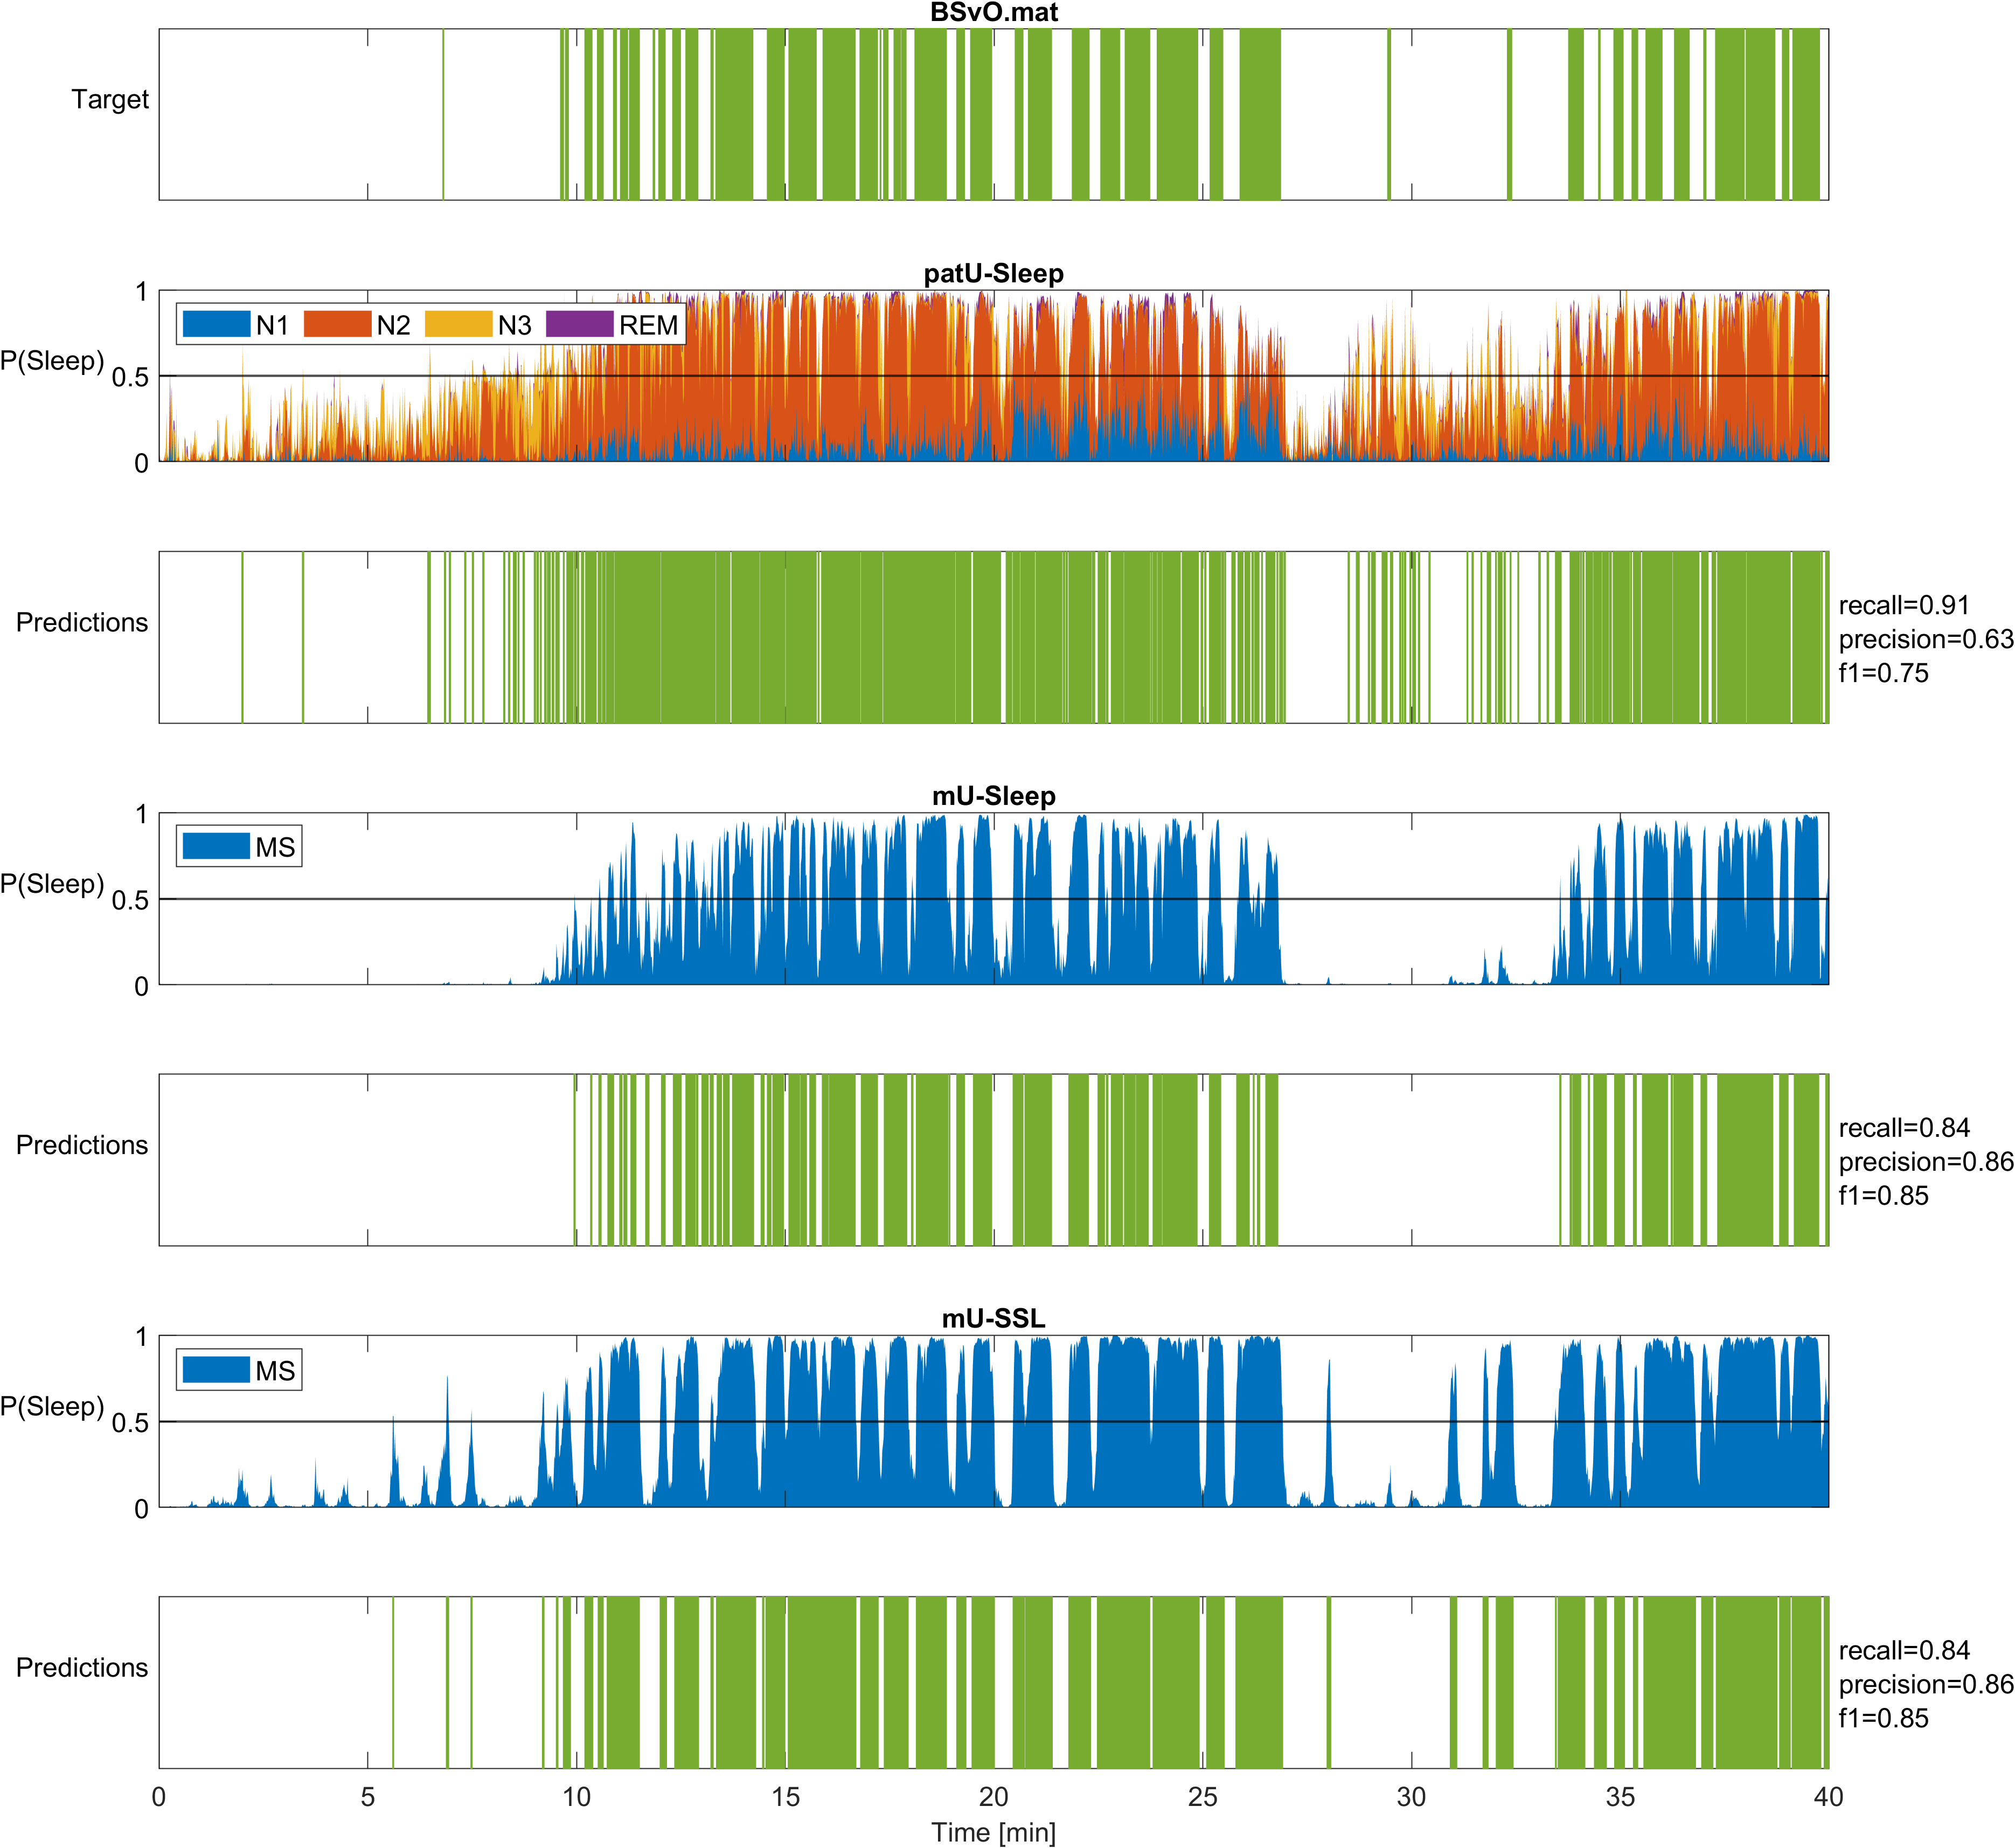 BSvO.mat
Target
patU-Sleep
1
N1 N2 N3 REM
P(Sleep)
0.5
0
Predictions
recall=0.91
precision=0.63
f1=0.75
mU-Sleep
1
MS
P(Sleep)
0.5
0
Predictions
recall=0.84
precision=0.86
f1=0.85
mU-SSL
1
MS
P(Sleep)
0.5
0
Predictions
recall=0.84
precision=0.86
f1=0.85
0 5 10 15 20 25 30 35 40
Time [min]